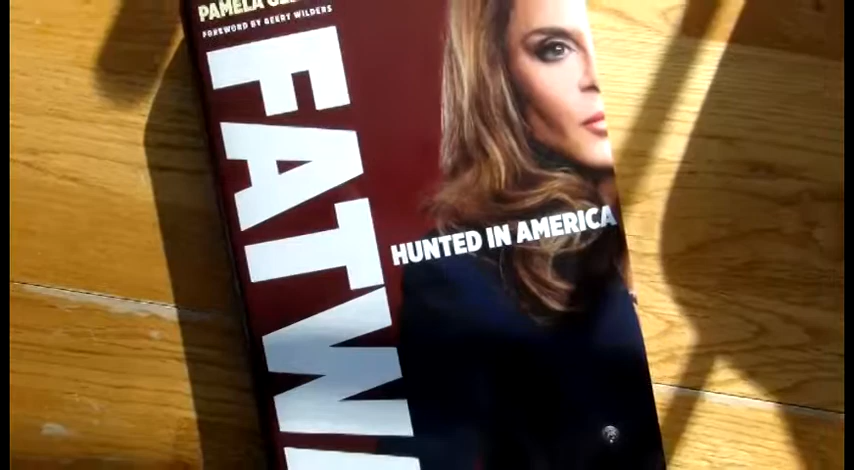 PAMELA
FOREWORD BY GEERT WILDERS
FATW
HUNTED IN AMERICA